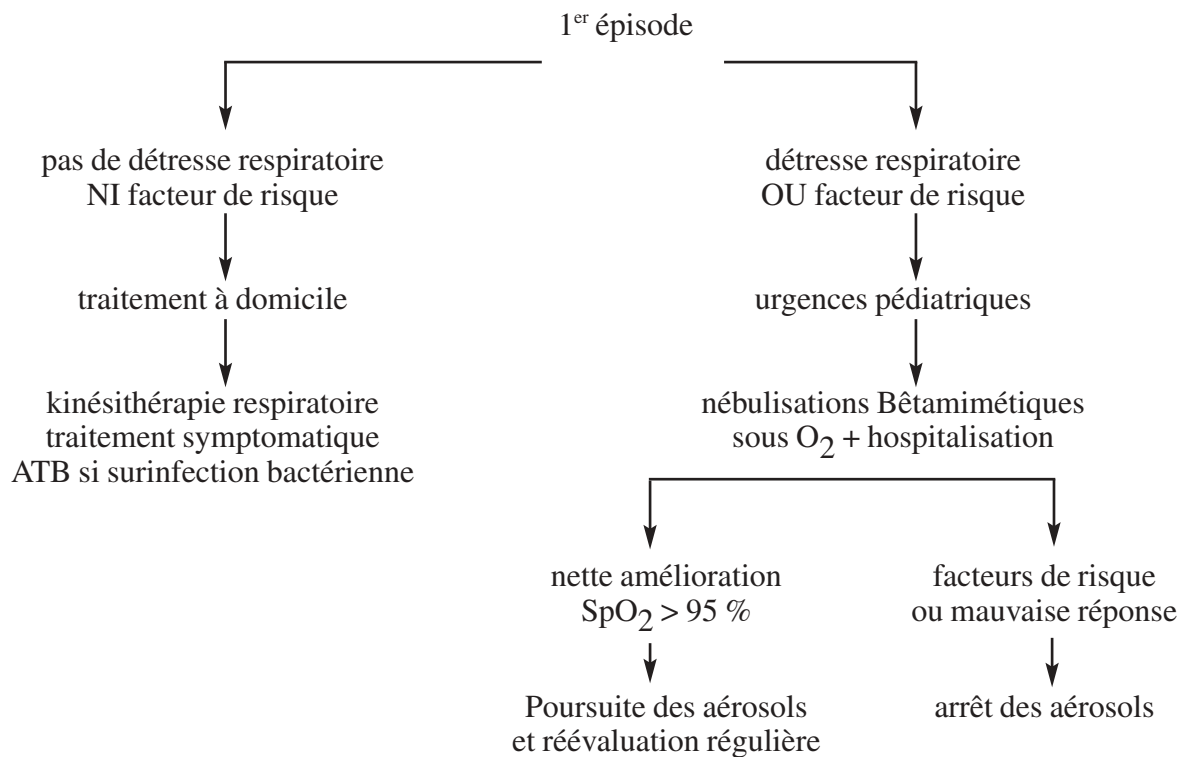 1er épisode
pas de détresse respiratoire
NI facteur de risque
détresse respiratoire
OU facteur de risque
traitement à domicile
urgences pédiatriques
kinésithérapie respiratoire
traitement symptomatique
ATB si surinfection bactérienne
nébulisations Bêtamimétiques
sous O2 + hospitalisation
nette amélioration
SpO2 > 95 %
facteurs de risque
ou mauvaise réponse
Poursuite des aérosols
et réévaluation régulière
arrêt des aérosols